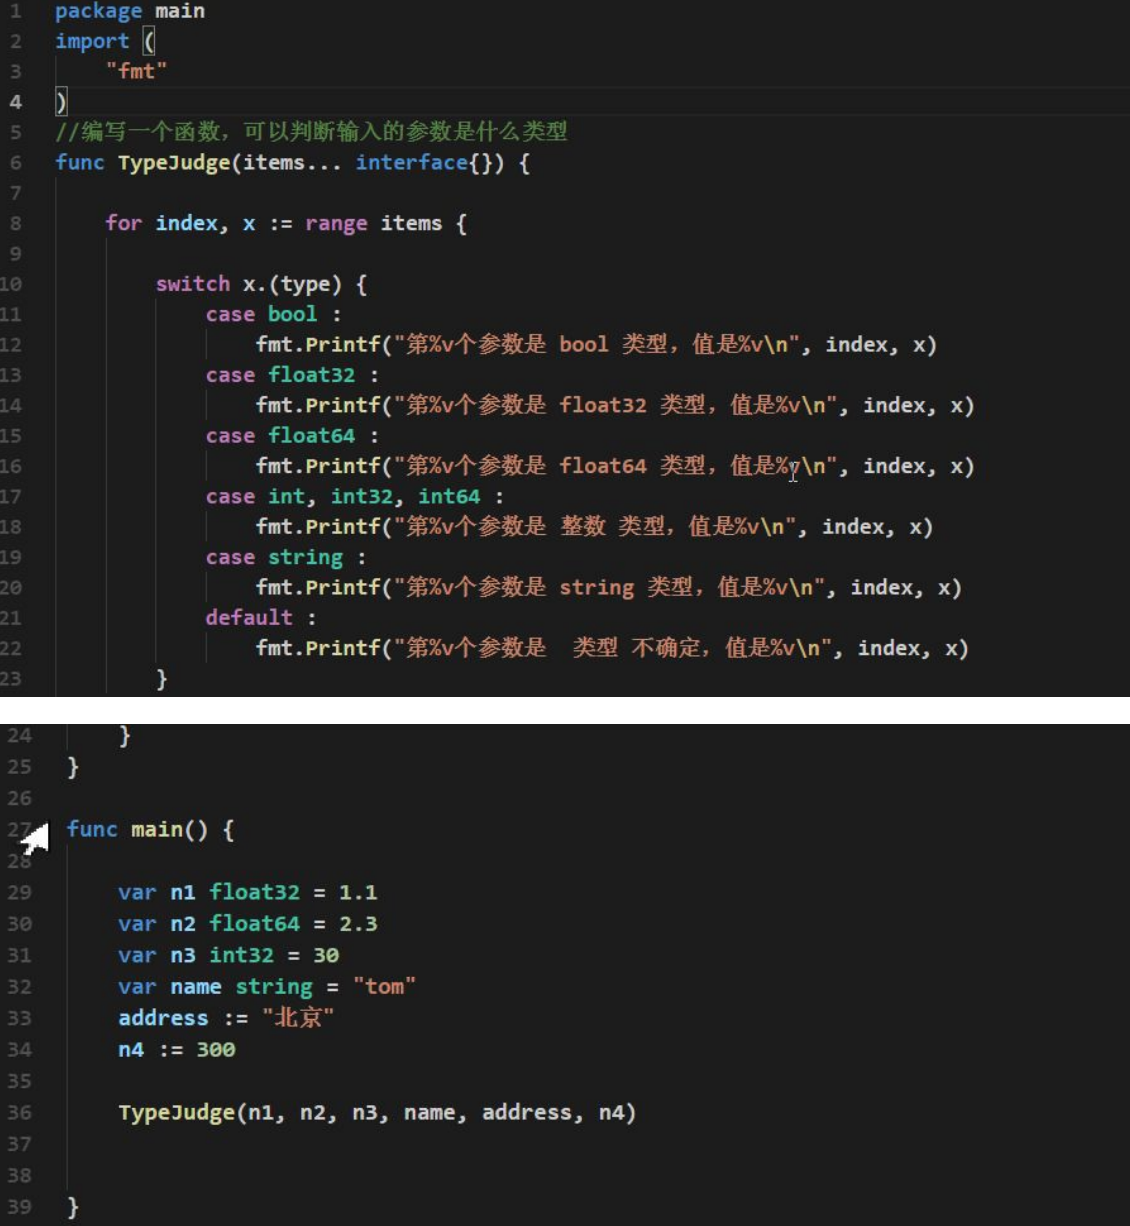 1 package main
2 import (
3 "fmt"
4 )
5 //编写一个函数，可以判断输入的参数是什么类型
6 func TypeJudge(items... interface{}) {
7
8 for index, x := range items {
9
10 switch x.(type) {
11 case bool :
12 fmt.Printf("第%v个参数是 bool 类型，值是%v\n", index, x)
13 case float32 :
14 fmt.Printf("第%v个参数是 float32 类型，值是%v\n", index, x)
15 case float64 :
16 fmt.Printf("第%v个参数是 float64 类型，值是%v\n", index, x)
17 case int, int32, int64 :
18 fmt.Printf("第%v个参数是 整数 类型，值是%v\n", index, x)
19 case string :
20 fmt.Printf("第%v个参数是 string 类型，值是%v\n", index, x)
21 default :
22 fmt.Printf("第%v个参数是  类型 不确定，值是%v\n", index, x)
23 }
24 }
25 }
26
27 func main() {
28
29 var n1 float32 = 1.1
30 var n2 float64 = 2.3
31 var n3 int32 = 30
32 var name string = "tom"
33 address := "北京"
34 n4 := 300
35
36 TypeJudge(n1, n2, n3, name, address, n4)
37
38
39 }